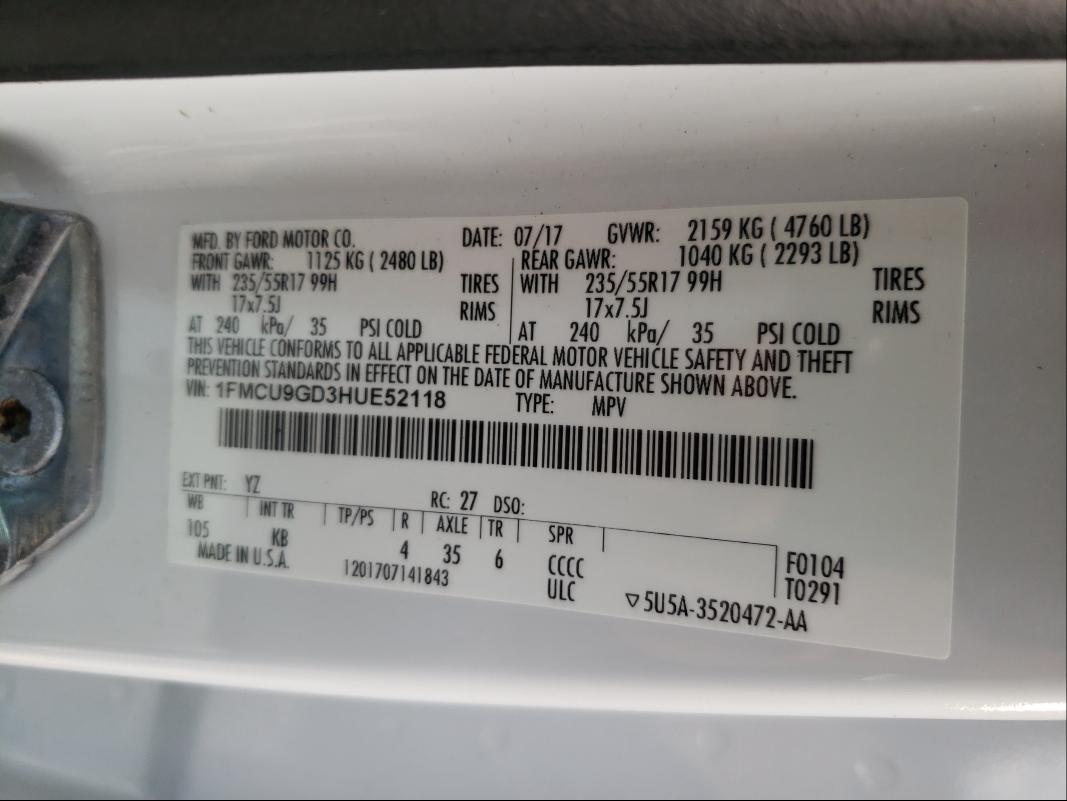 MFD. BY FORD MOTOR CO. DATE: 07/17 GVWR: 2159 KG ( 4760 LB)
FRONT GAWR: 1125 KG ( 2480 LB) REAR GAWR: 1040 KG ( 2293 LB)
WITH 235/55R17 99H TIRES WITH 235/55R17 99H TIRES
17x7.5J RIMS 17x7.5J RIMS
AT 240 kPa/ 35 PSI COLD AT 240 kPa/ 35 PSI COLD
THIS VEHICLE CONFORMS TO ALL APPLICABLE FEDERAL MOTOR VEHICLE SAFETY AND THEFT
PREVENTION STANDARDS IN EFFECT ON THE DATE OF MANUFACTURE SHOWN ABOVE.
VIN: 1FMCU9GD3HUE52118 TYPE: MPV
EXT PNT: YZ RC: 27 DSO:
WB INT TR TP/PS R AXLE TR SPR
105 KB 4 35 6 CCCC F0104
MADE IN U.S.A. 1201707141843 ULC T0291
▽5U5A-3520472-AA